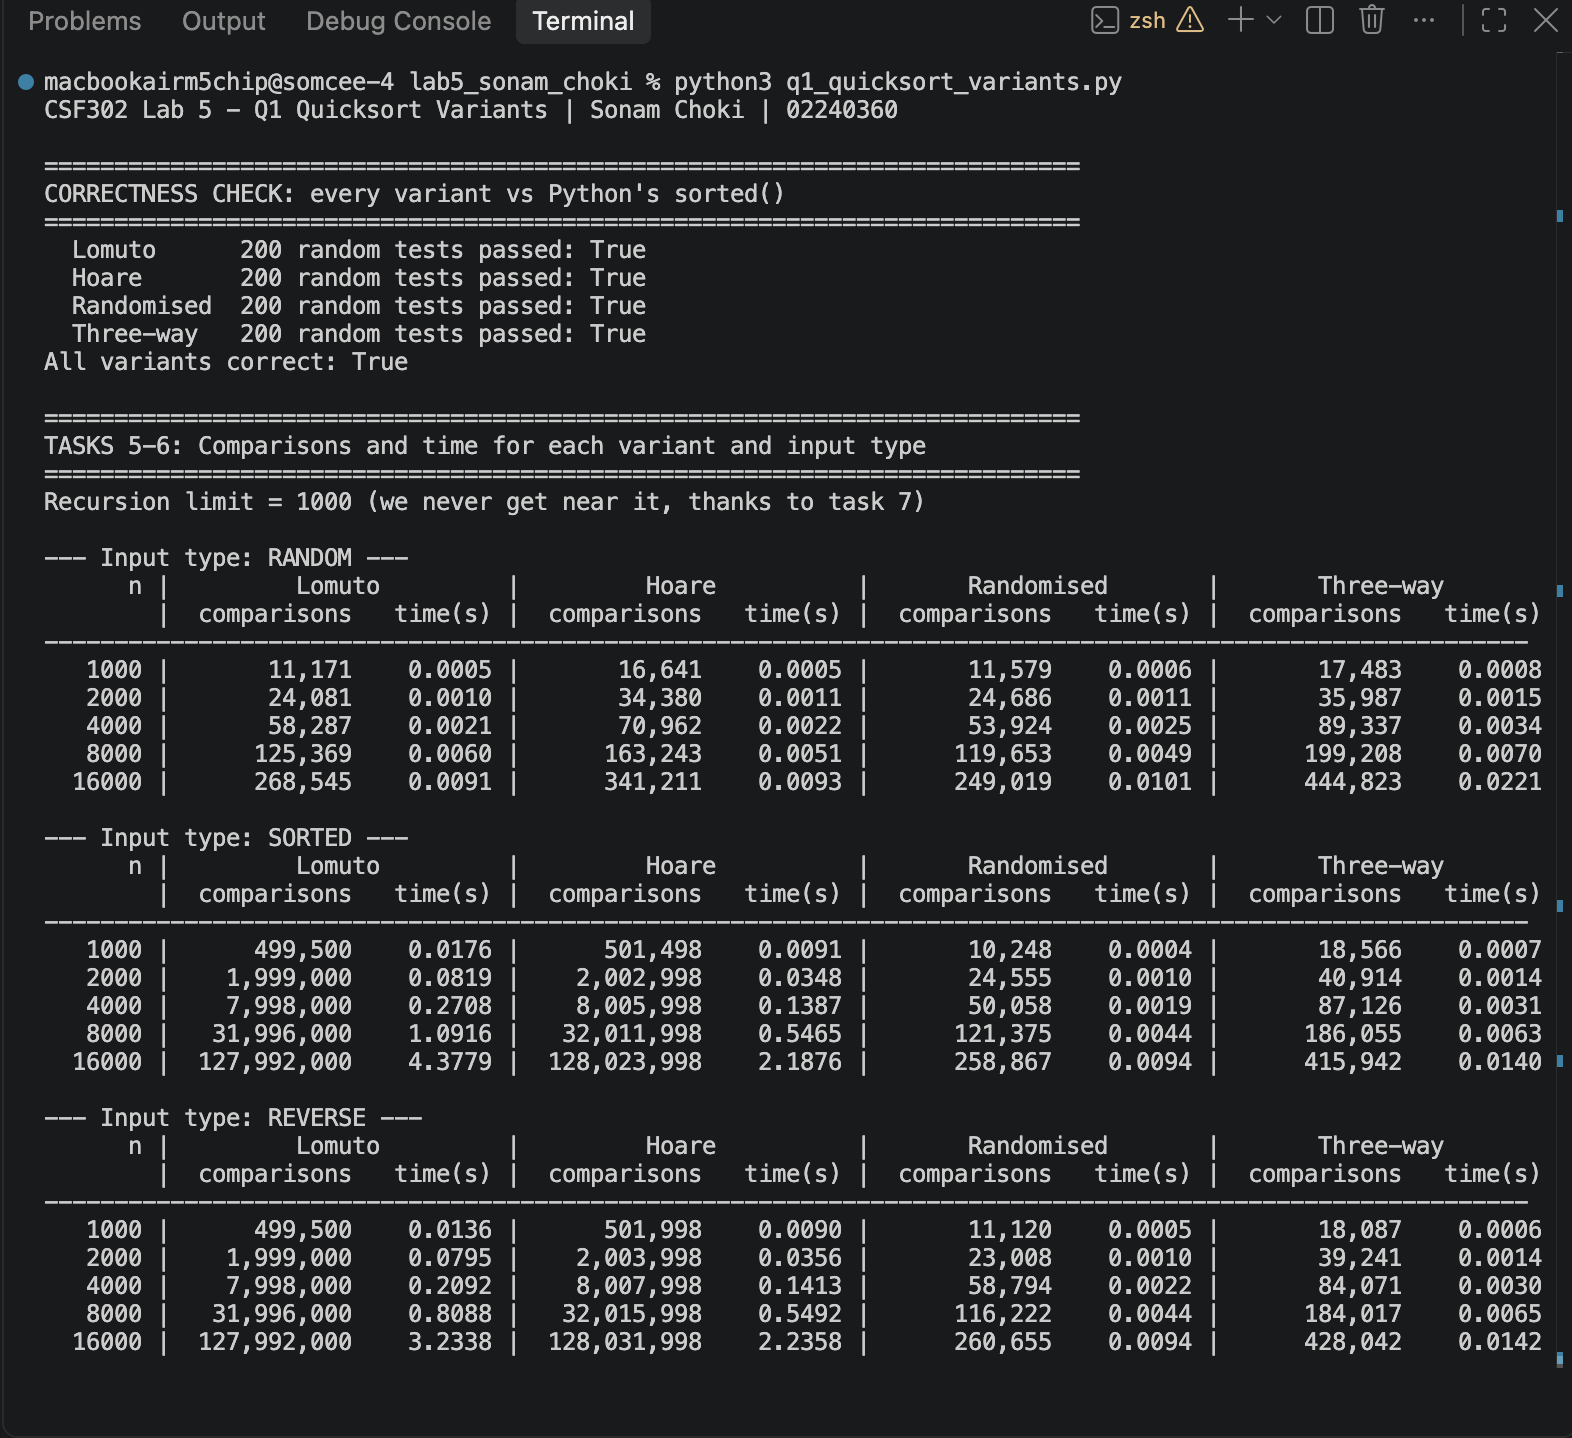 Problems Output Debug Console Terminal zsh
macbookairm5chip@somcee-4 lab5_sonam_choki % python3 q1_quicksort_variants.py
CSF302 Lab 5 - Q1 Quicksort Variants | Sonam Choki | 02240360
==========================================================================
CORRECTNESS CHECK: every variant vs Python's sorted()
==========================================================================
  Lomuto      200 random tests passed: True
  Hoare       200 random tests passed: True
  Randomised  200 random tests passed: True
  Three-way   200 random tests passed: True
All variants correct: True
==========================================================================
TASKS 5-6: Comparisons and time for each variant and input type
==========================================================================
Recursion limit = 1000 (we never get near it, thanks to task 7)
--- Input type: RANDOM ---
      n |         Lomuto         |         Hoare          |       Randomised       |       Three-way
        |  comparisons   time(s) |  comparisons   time(s) |  comparisons   time(s) |  comparisons   time(s)
----------------------------------------------------------------------------------------------------------
   1000 |       11,171    0.0005 |       16,641    0.0005 |       11,579    0.0006 |       17,483    0.0008
   2000 |       24,081    0.0010 |       34,380    0.0011 |       24,686    0.0011 |       35,987    0.0015
   4000 |       58,287    0.0021 |       70,962    0.0022 |       53,924    0.0025 |       89,337    0.0034
   8000 |      125,369    0.0060 |      163,243    0.0051 |      119,653    0.0049 |      199,208    0.0070
  16000 |      268,545    0.0091 |      341,211    0.0093 |      249,019    0.0101 |      444,823    0.0221
--- Input type: SORTED ---
      n |         Lomuto         |         Hoare          |       Randomised       |       Three-way
        |  comparisons   time(s) |  comparisons   time(s) |  comparisons   time(s) |  comparisons   time(s)
----------------------------------------------------------------------------------------------------------
   1000 |      499,500    0.0176 |      501,498    0.0091 |       10,248    0.0004 |       18,566    0.0007
   2000 |    1,999,000    0.0819 |    2,002,998    0.0348 |       24,555    0.0010 |       40,914    0.0014
   4000 |    7,998,000    0.2708 |    8,005,998    0.1387 |       50,058    0.0019 |       87,126    0.0031
   8000 |   31,996,000    1.0916 |   32,011,998    0.5465 |      121,375    0.0044 |      186,055    0.0063
  16000 |  127,992,000    4.3779 |  128,023,998    2.1876 |      258,867    0.0094 |      415,942    0.0140
--- Input type: REVERSE ---
      n |         Lomuto         |         Hoare          |       Randomised       |       Three-way
        |  comparisons   time(s) |  comparisons   time(s) |  comparisons   time(s) |  comparisons   time(s)
----------------------------------------------------------------------------------------------------------
   1000 |      499,500    0.0136 |      501,998    0.0090 |       11,120    0.0005 |       18,087    0.0006
   2000 |    1,999,000    0.0795 |    2,003,998    0.0356 |       23,008    0.0010 |       39,241    0.0014
   4000 |    7,998,000    0.2092 |    8,007,998    0.1413 |       58,794    0.0022 |       84,071    0.0030
   8000 |   31,996,000    0.8088 |   32,015,998    0.5492 |      116,222    0.0044 |      184,017    0.0065
  16000 |  127,992,000    3.2338 |  128,031,998    2.2358 |      260,655    0.0094 |      428,042    0.0142